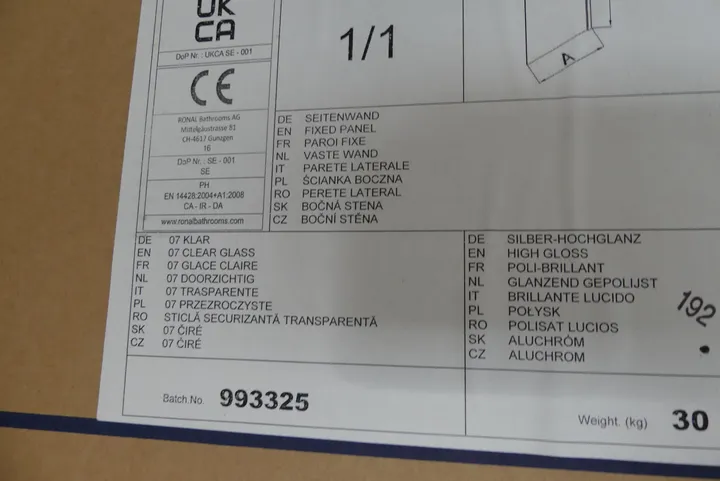 UK
CA
DoP Nr.: UKCA SE - 001
CE
RONAL Bathrooms AG
Mittelgäustrasse 81
CH-4617 Gunzgen
16
DoP Nr.: SE - 001
SE
PH
EN 14428:2004+A1:2008
CA - IR - DA
www.ronalbathrooms.com
1/1
A
DE SEITENWAND
EN FIXED PANEL
FR PAROI FIXE
NL VASTE WAND
IT PARETE LATERALE
PL ŚCIANKA BOCZNA
RO PERETE LATERAL
SK BOČNÁ STENA
CZ BOČNÍ STĚNA
DE 07 KLAR
EN 07 CLEAR GLASS
FR 07 GLACE CLAIRE
NL 07 DOORZICHTIG
IT 07 TRASPARENTE
PL 07 PRZEZROCZYSTE
RO STICLĂ SECURIZANTĂ TRANSPARENTĂ
SK 07 ČIRÉ
CZ 07 ČIRÉ
DE SILBER-HOCHGLANZ
EN HIGH GLOSS
FR POLI-BRILLANT
NL GLANZEND GEPOLIJST
IT BRILLANTE LUCIDO
PL POŁYSK
RO POLISAT LUCIOS
SK ALUCHRÓM
CZ ALUCHROM
192
Batch.No. 993325
Weight. (kg) 30